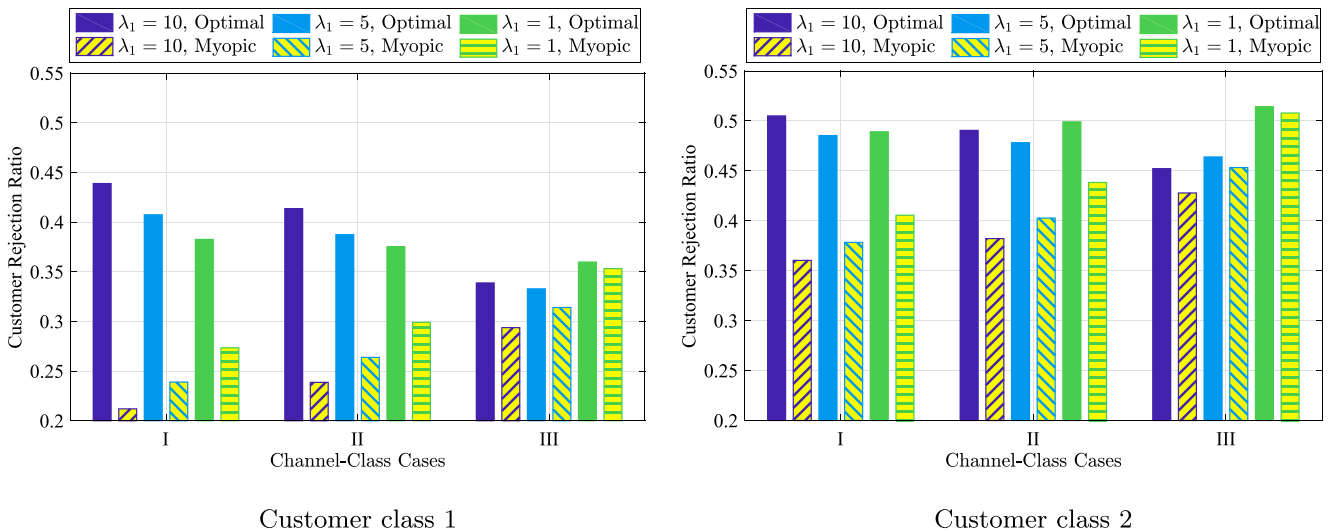 λ₁ = 10, Optimal λ₁ = 5, Optimal λ₁ = 1, Optimal
λ₁ = 10, Myopic λ₁ = 5, Myopic λ₁ = 1, Myopic
0.55
0.5
0.45
0.4
0.35
0.3
0.25
0.2
Customer Rejection Ratio
I II III
Channel-Class Cases
Customer class 1
λ₁ = 10, Optimal λ₁ = 5, Optimal λ₁ = 1, Optimal
λ₁ = 10, Myopic λ₁ = 5, Myopic λ₁ = 1, Myopic
0.55
0.5
0.45
0.4
0.35
0.3
0.25
0.2
Customer Rejection Ratio
I II III
Channel-Class Cases
Customer class 2